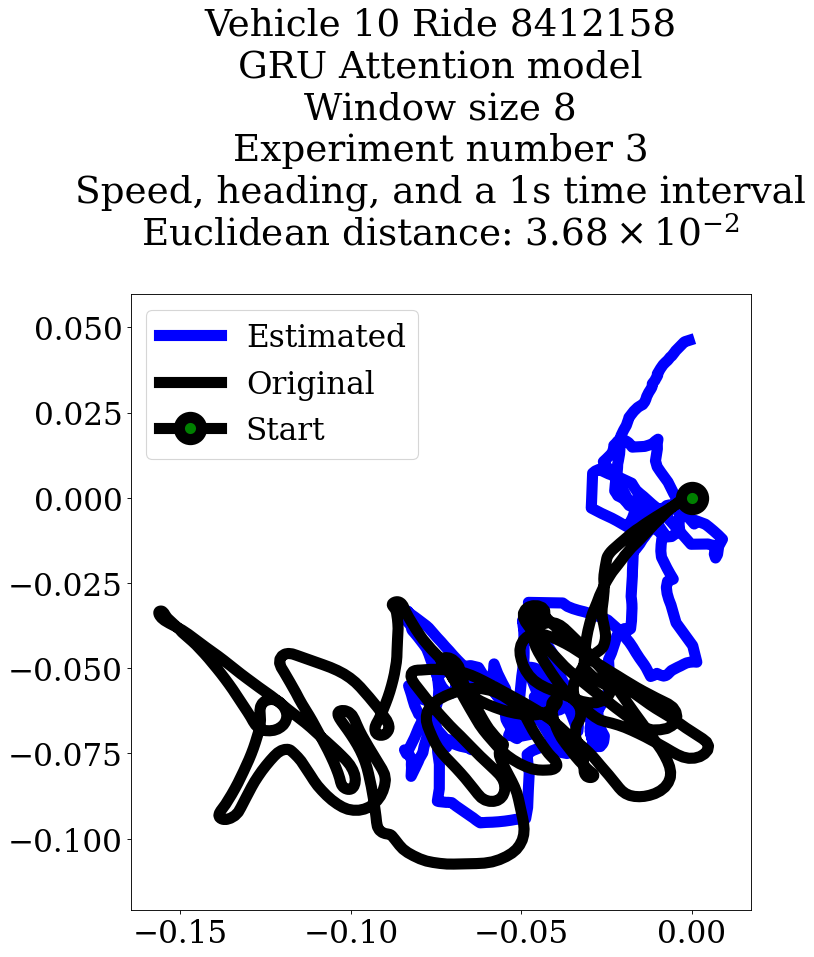 Vehicle 10 Ride 8412158
GRU Attention model
Window size 8
Experiment number 3
Speed, heading, and a 1s time interval
Euclidean distance: 3.68 × 10⁻²
Estimated
Original
Start
0.050
0.025
0.000
−0.025
−0.050
−0.075
−0.100
−0.15 −0.10 −0.05 0.00